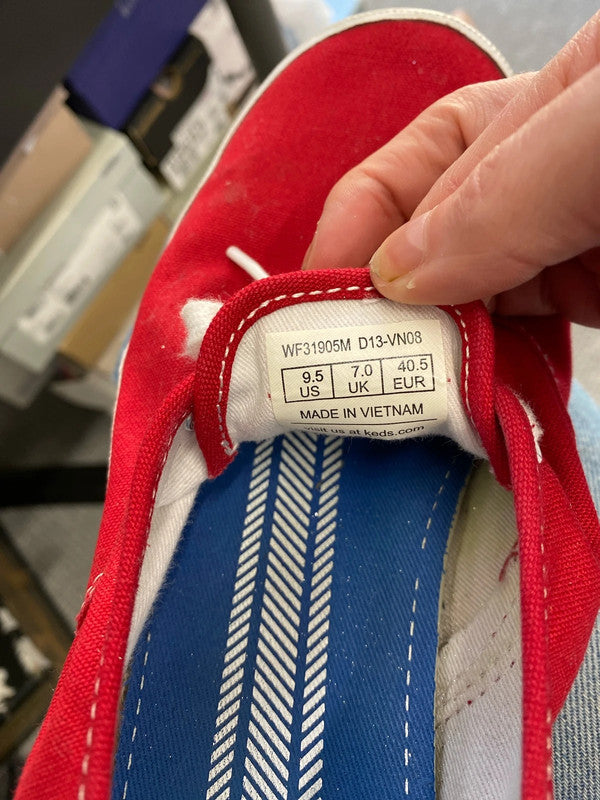 WF31905M D13-VN08
9.5 7.0 40.5
US UK EUR
MADE IN VIETNAM
visit us at keds.com